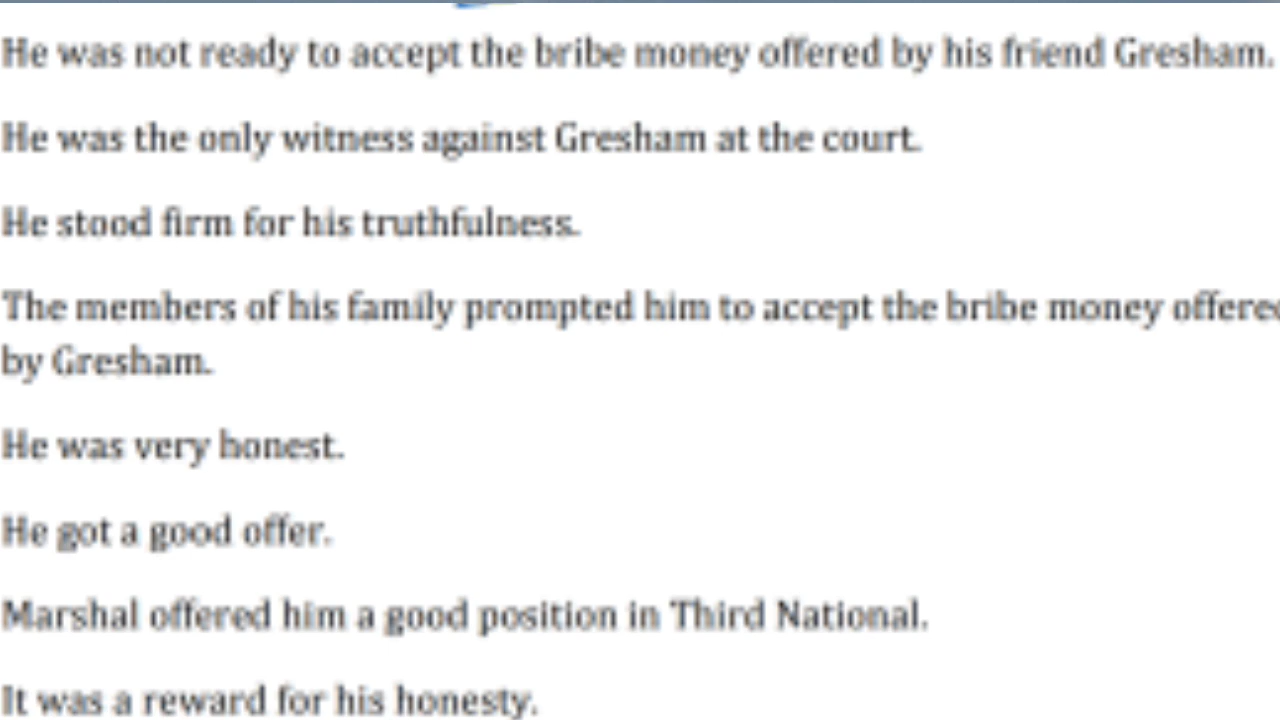 He was not ready to accept the bribe money offered by his friend Gresham.
He was the only witness against Gresham at the court.
He stood firm for his truthfulness.
The members of his family prompted him to accept the bribe money offered
by Gresham.
He was very honest.
He got a good offer.
Marshal offered him a good position in Third National.
It was a reward for his honesty.